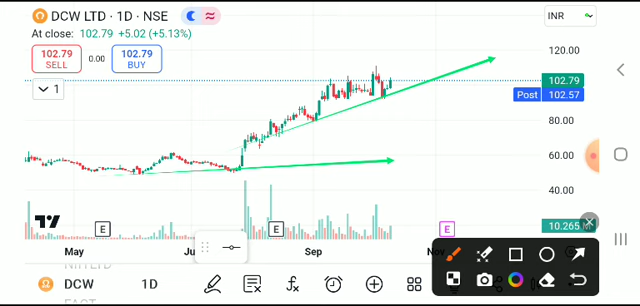 DCW LTD · 1D · NSE
INR
At close: 102.79 +5.02 (+5.13%)
102.79
SELL
0.00
102.79
BUY
1
120.00
102.79
Post 102.57
80.00
60.00
40.00
10.265 M
E
E
E
May
Sep
DCW 1D